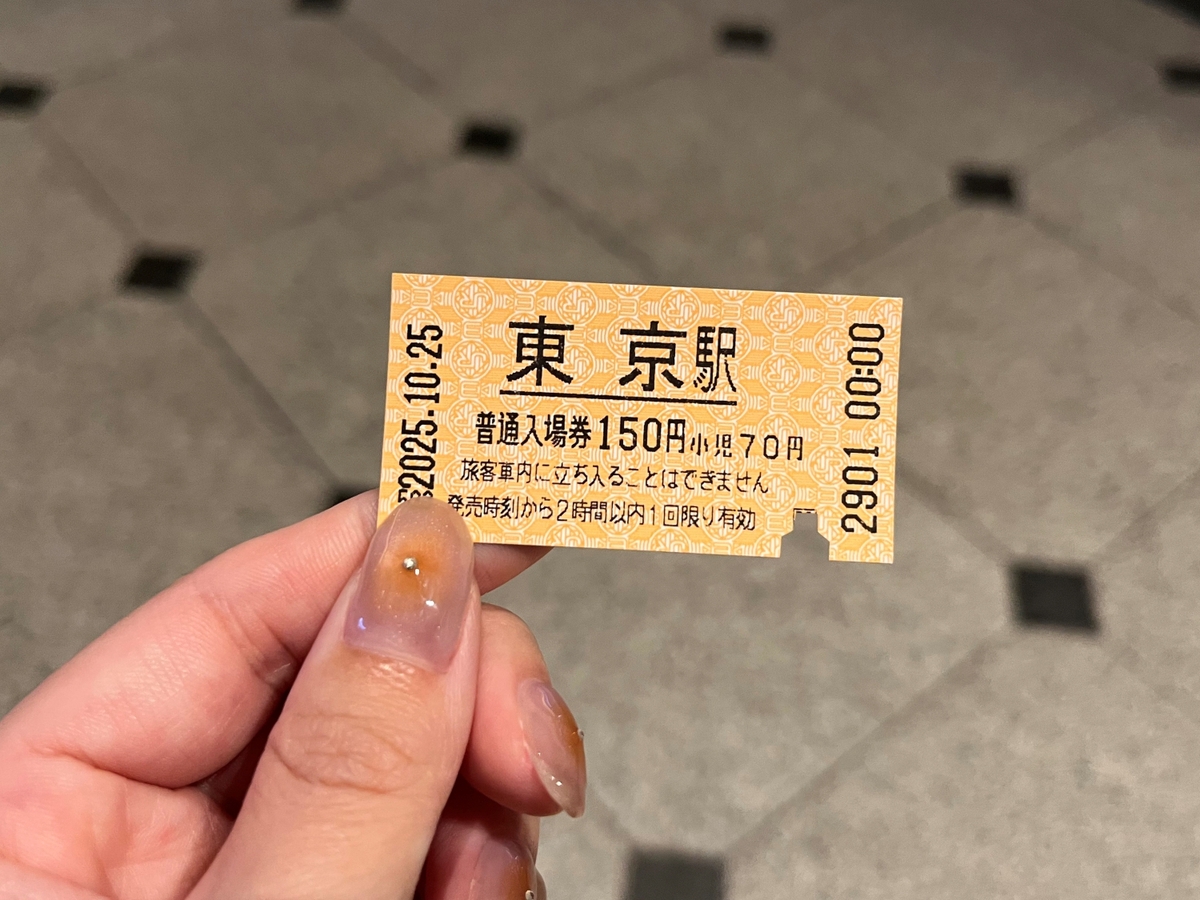 東京駅
普通入場券150円小児70円
旅客車内に立ち入ることはできません
発売時刻から2時間以内1回限り有効
2025.10.25
2901 00:00